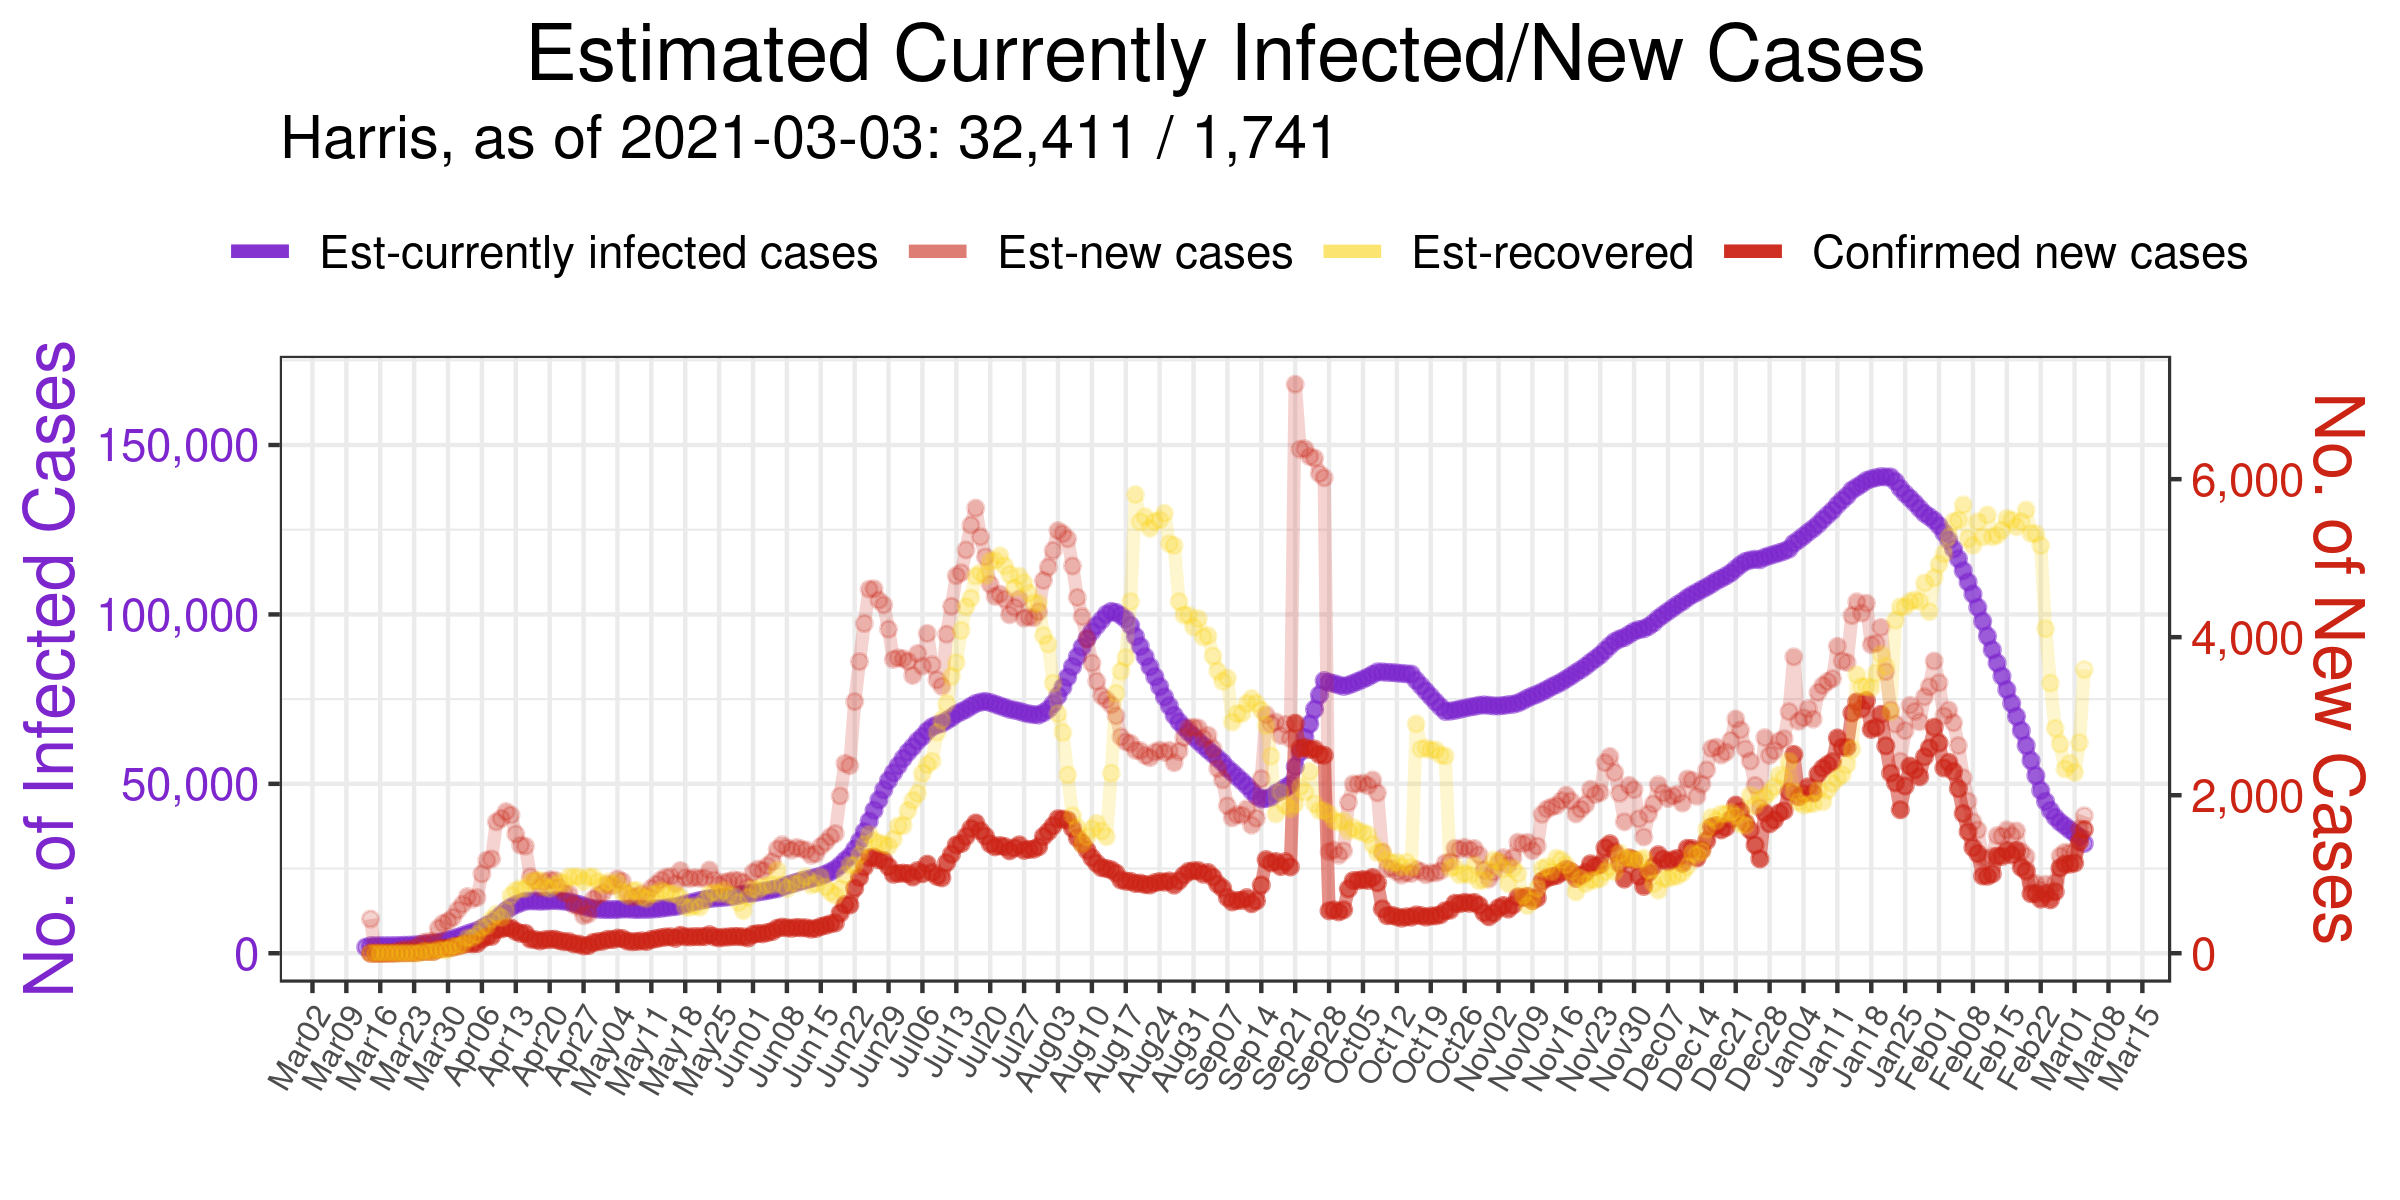 Estimated Currently Infected/New Cases
Harris, as of 2021-03-03: 32,411 / 1,741
Est-currently infected cases Est-new cases Est-recovered Confirmed new cases
No. of Infected Cases
150,000
100,000
50,000
0
6,000
4,000
2,000
0
No. of New Cases
Mar02 Mar09 Mar16 Mar23 Mar30 Apr06 Apr13 Apr20 Apr27 May04 May11 May18 May25 Jun01 Jun08 Jun15 Jun22 Jun29 Jul06 Jul13 Jul20 Jul27 Aug03 Aug10 Aug17 Aug24 Aug31 Sep07 Sep14 Sep21 Sep28 Oct05 Oct12 Oct19 Oct26 Nov02 Nov09 Nov16 Nov23 Nov30 Dec07 Dec14 Dec21 Dec28 Jan04 Jan11 Jan18 Jan25 Feb01 Feb08 Feb15 Feb22 Mar01 Mar08 Mar15